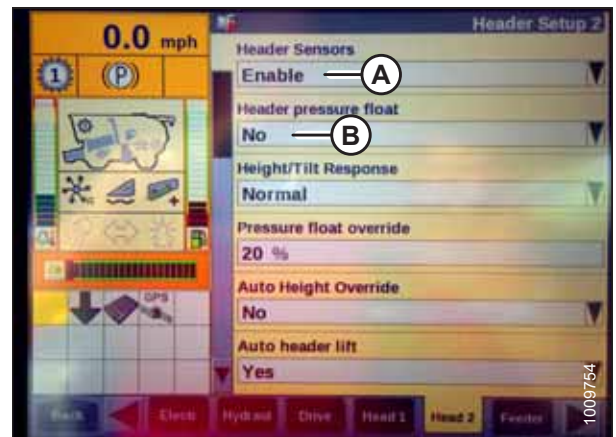 0.0 mph
Header Setup 2
1
(P)
Header Sensors
Enable
A
Header pressure float
No
B
Height/Tilt Response
Normal
Pressure float override
20 %
Auto Height Override
No
GPS
Auto header lift
Yes
Back
Electr
Hydraul
Drive
Head 1
Head 2
Feeder
1009754